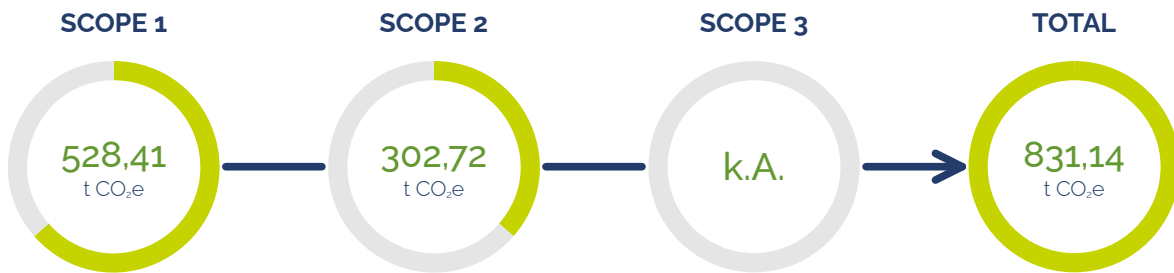 SCOPE 1
SCOPE 2
SCOPE 3
TOTAL
528,41
t CO₂e
302,72
t CO₂e
k.A.
831,14
t CO₂e